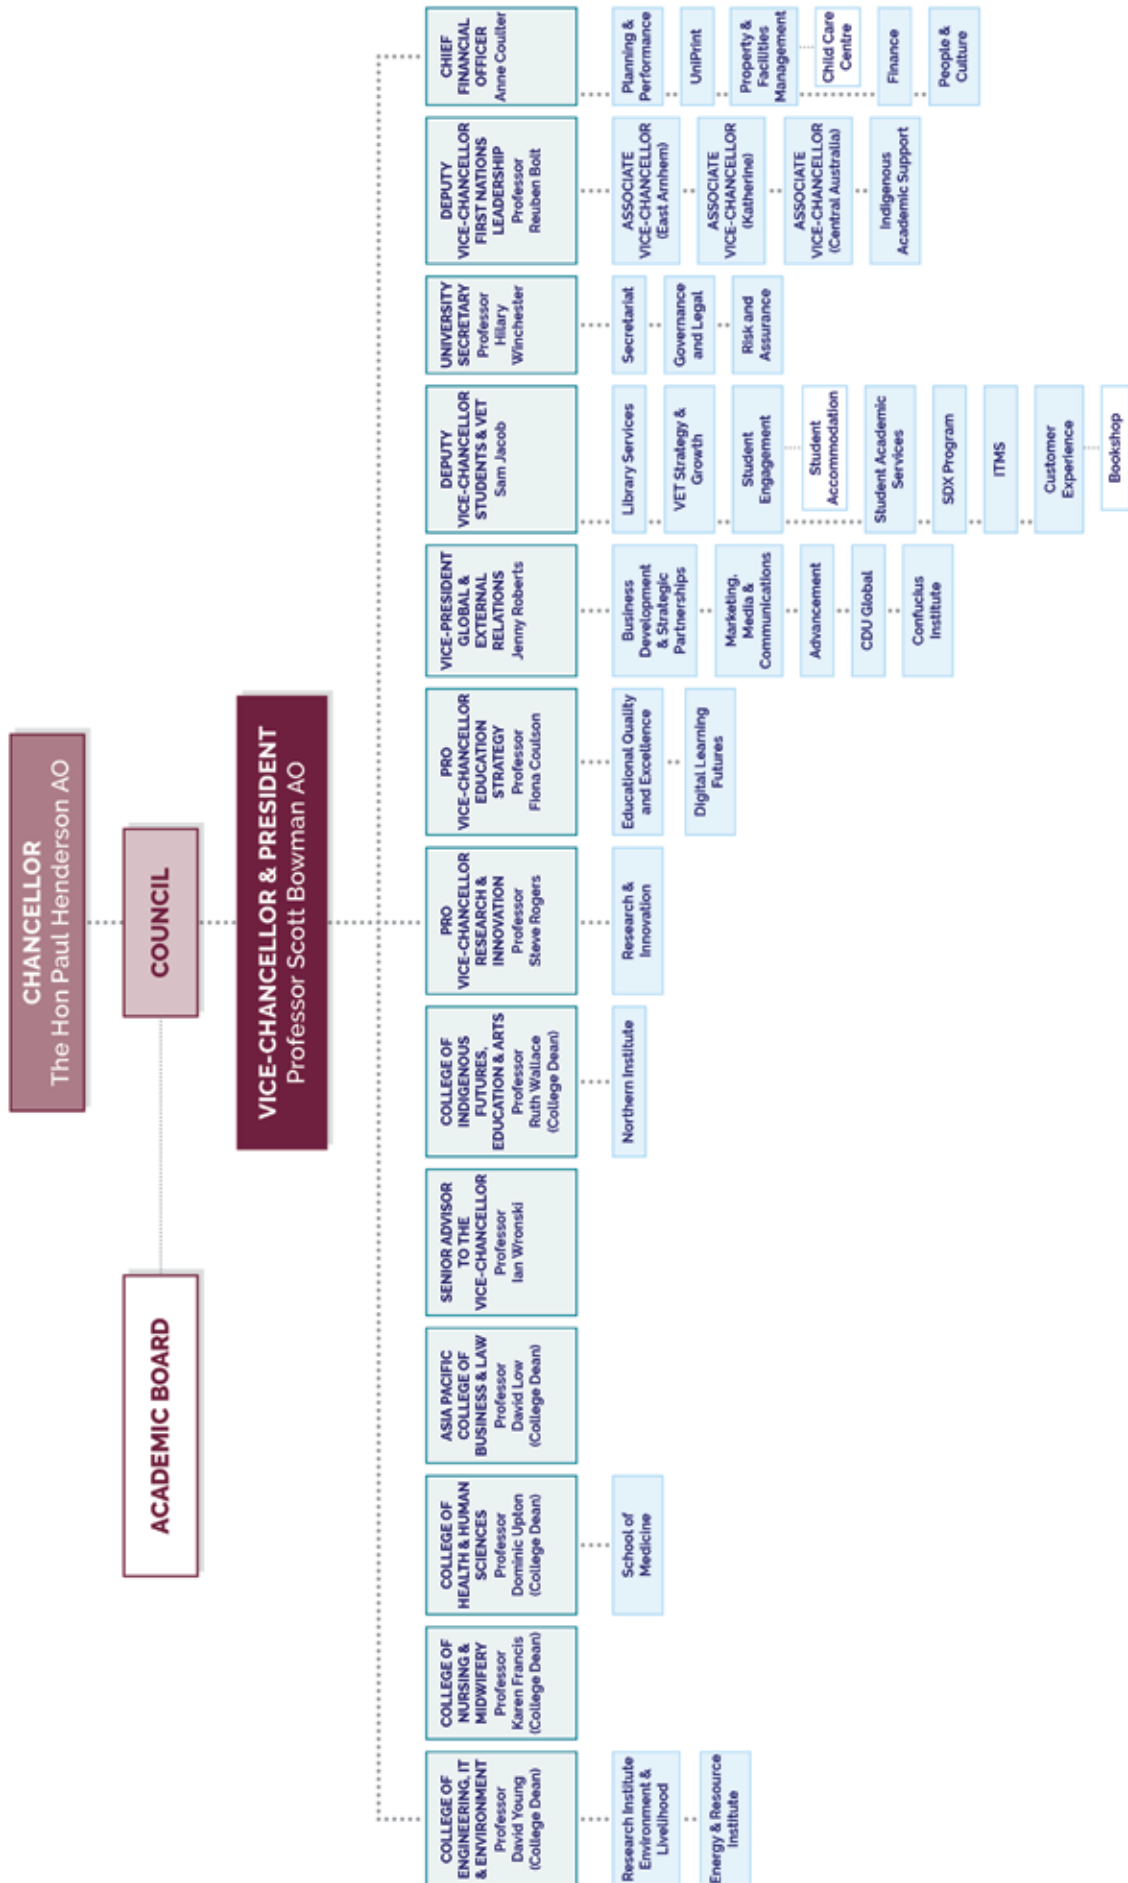 CHANCELLOR
The Hon Paul Henderson AO
ACADEMIC BOARD
COUNCIL
VICE-CHANCELLOR & PRESIDENT
Professor Scott Bowman AO
COLLEGE OF
ENGINEERING, IT
& ENVIRONMENT
Professor
David Young
(College Dean)
Research Institute
Environment &
Livelihood
Energy & Resource
Institute
COLLEGE OF
NURSING &
MIDWIFERY
Professor
Karen Francis
(College Dean)
COLLEGE OF
HEALTH & HUMAN
SCIENCES
Professor
Dominic Upton
(College Dean)
School of
Medicine
ASIA PACIFIC
COLLEGE OF
BUSINESS & LAW
Professor
David Low
(College Dean)
SENIOR ADVISOR
TO THE
VICE-CHANCELLOR
Professor
Ian Wronski
COLLEGE OF
INDIGENOUS
FUTURES,
EDUCATION & ARTS
Professor
Ruth Wallace
(College Dean)
Northern Institute
PRO
VICE-CHANCELLOR
RESEARCH &
INNOVATION
Professor
Steve Rogers
Research &
Innovation
PRO
VICE-CHANCELLOR
EDUCATION
STRATEGY
Professor
Fiona Coulson
Educational Quality
and Excellence
Digital Learning
Futures
VICE-PRESIDENT
GLOBAL &
EXTERNAL
RELATIONS
Jenny Roberts
Business
Development
& Strategic
Partnerships
Marketing,
Media &
Communications
Advancement
CDU Global
Confucius
Institute
DEPUTY
VICE-CHANCELLOR
STUDENTS & VET
Sam Jacob
Library Services
VET Strategy &
Growth
Student
Engagement
Student
Accommodation
Student Academic
Services
SDX Program
ITMS
Customer
Experience
Bookshop
UNIVERSITY
SECRETARY
Professor
Hilary
Winchester
Secretariat
Governance
and Legal
Risk and
Assurance
DEPUTY
VICE-CHANCELLOR
FIRST NATIONS
LEADERSHIP
Professor
Reuben Bolt
ASSOCIATE
VICE-CHANCELLOR
(East Arnhem)
ASSOCIATE
VICE-CHANCELLOR
(Katherine)
ASSOCIATE
VICE-CHANCELLOR
(Central Australia)
Indigenous
Academic Support
CHIEF
FINANCIAL
OFFICER
Anne Coulter
Planning &
Performance
UniPrint
Property &
Facilities
Management
Child Care
Centre
Finance
People &
Culture